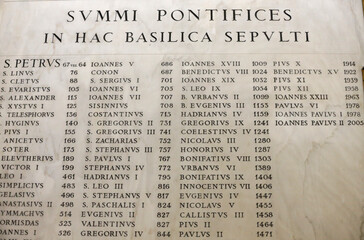 SVMMI PONTIFICES
IN HAC BASILICA SEPVLTI
S. PETRVS 67 vel 64 IOANNES V 686 IOANNES XVIII 1009 PIVS X 1914
S. LINVS 76 CONON 687 BENEDICTVS VIII 1024 BENEDICTVS XV 1922
S. CLETVS 88 S. SERGIVS I 701 IOANNES XIX 1032 PIVS XI 1939
S. EVARISTVS 105 IOANNES VI 705 S. LEO IX 1054 PIVS XII 1958
S. ALEXANDER 115 IOANNES VII 707 B. VRBANVS II 1099 IOANNES XXIII 1963
S. XYSTVS I 125 SISINNIVS 708 B. EVGENIVS III 1153 PAVLVS VI 1978
S. TELESPHORVS 136 COSTANTINVS 715 HADRIANVS IV 1159 IOANNES PAVLVS I 1978
HYGINVS 140 S. GREGORIVS II 731 GREGORIVS IX 1241 IOANNES PAVLVS II 2005
PIVS I 155 S. GREGORIVS III 741 COELESTINVS IV 1241
ANICETVS 166 S. ZACHARIAS 752 NICOLAVS III 1280
SOTER 175 S. STEPHANVS III 757 HONORIVS IV 1287
ELEVTHERIVS 189 S. PAVLVS I 767 BONIFATIVS VIII 1303
VICTOR I 199 STEPHANVS IV 772 VRBANVS VI 1389
LEO I 461 HADRIANVS I 795 BONIFATIVS IX 1404
SIMPLICIVS 483 S. LEO III 816 INNOCENTIVS VII 1406
GELASIVS 496 S. STEPHANVS V 817 EVGENIVS IV 1447
ANASTASIVS II 498 S. PASCHALIS I 824 NICOLAVS V 1455
SYMMACHVS 514 EVGENIVS II 827 CALLISTVS III 1458
HORMISDAS 523 VALENTINVS 827 PIVS II 1464
IOANNES I 526 GREGORIVS IV 844 PAVLVS II 1471